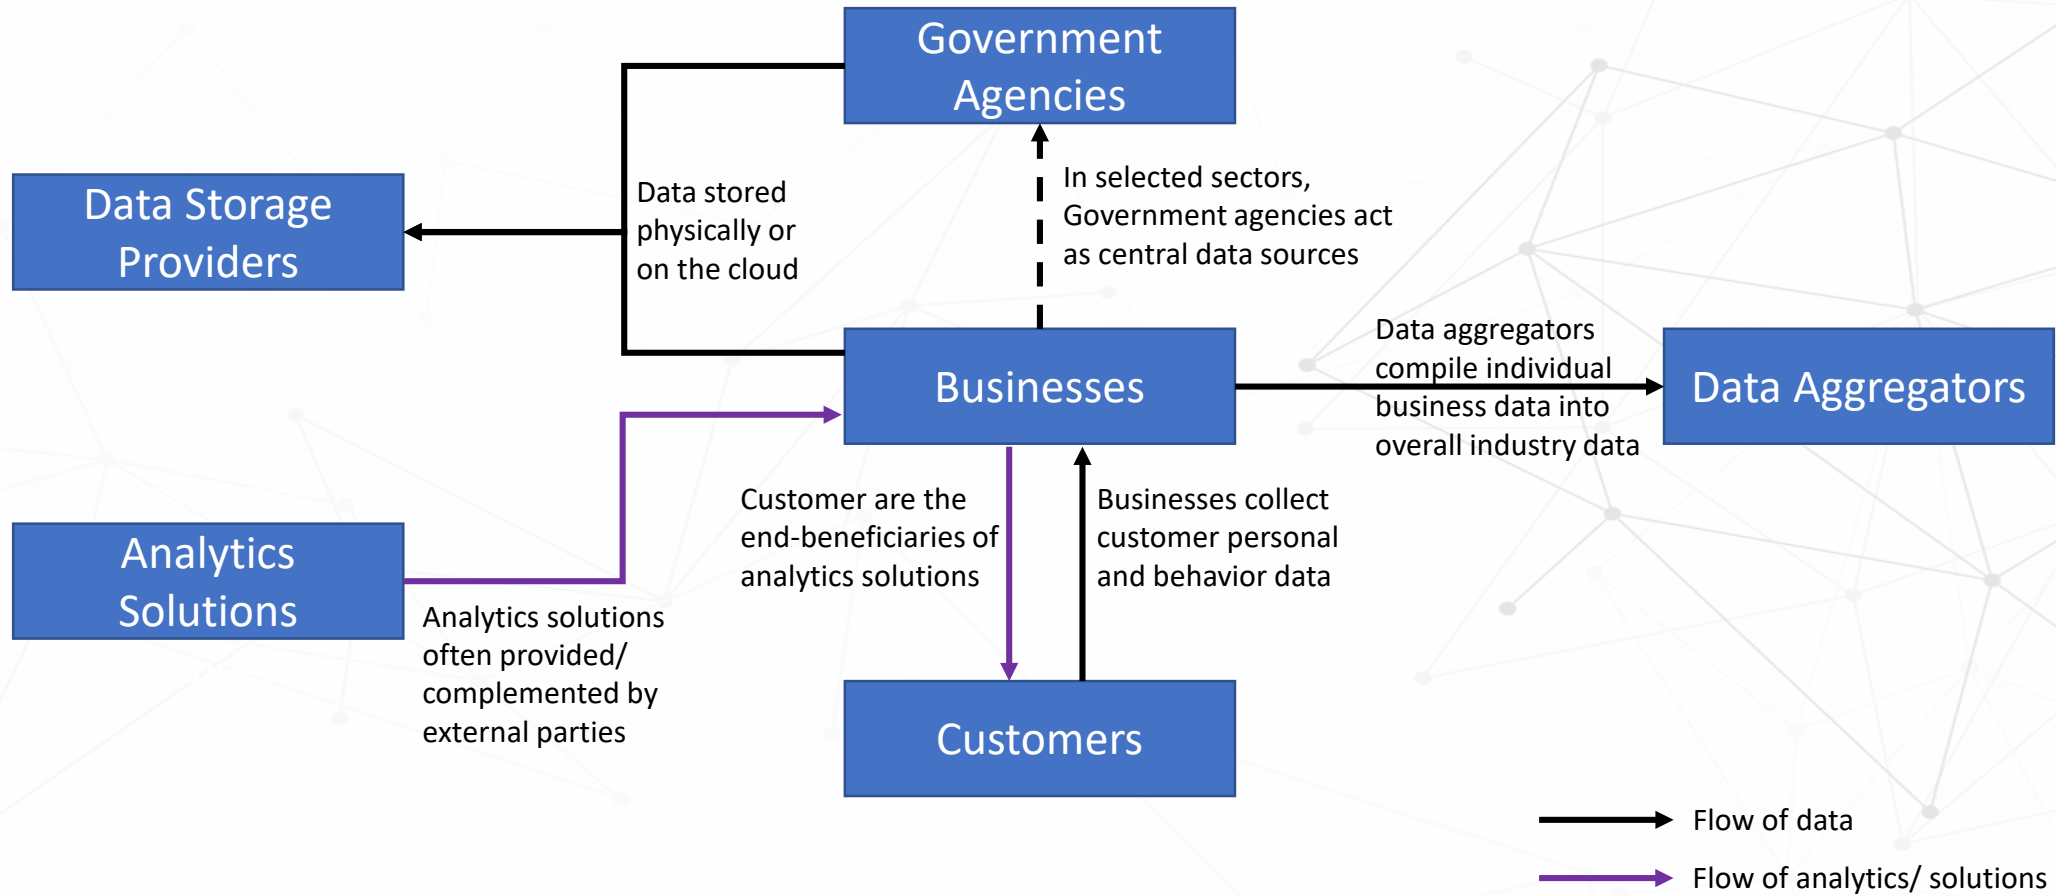 Government
Agencies
Data Storage
Providers
Data stored
physically or
on the cloud
In selected sectors,
Government agencies act
as central data sources
Businesses
Data aggregators
compile individual
business data into
overall industry data
Data Aggregators
Analytics
Solutions
Analytics solutions
often provided/
complemented by
external parties
Customer are the
end-beneficiaries of
analytics solutions
Businesses collect
customer personal
and behavior data
Customers
Flow of data
Flow of analytics/ solutions